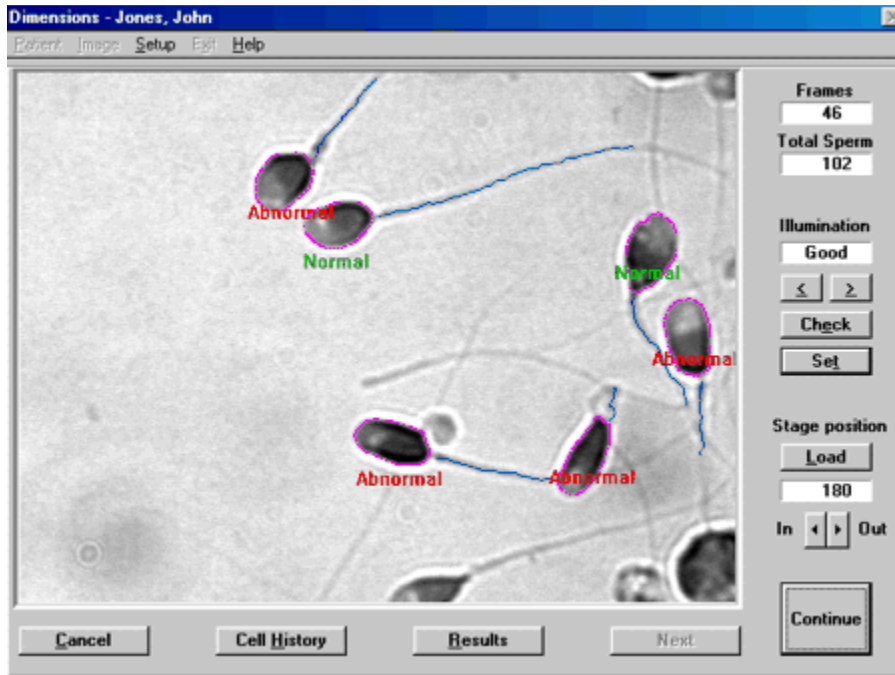 Dimensions - Jones, John
Patient Image Setup Exit Help
Frames
46
Total Sperm
102
Abnormal
Normal
Normal
Abnormal
Abnormal
Abnormal
Illumination
Good
< >
Check
Set
Stage position
Load
180
In Out
Continue
Cancel Cell History Results Next